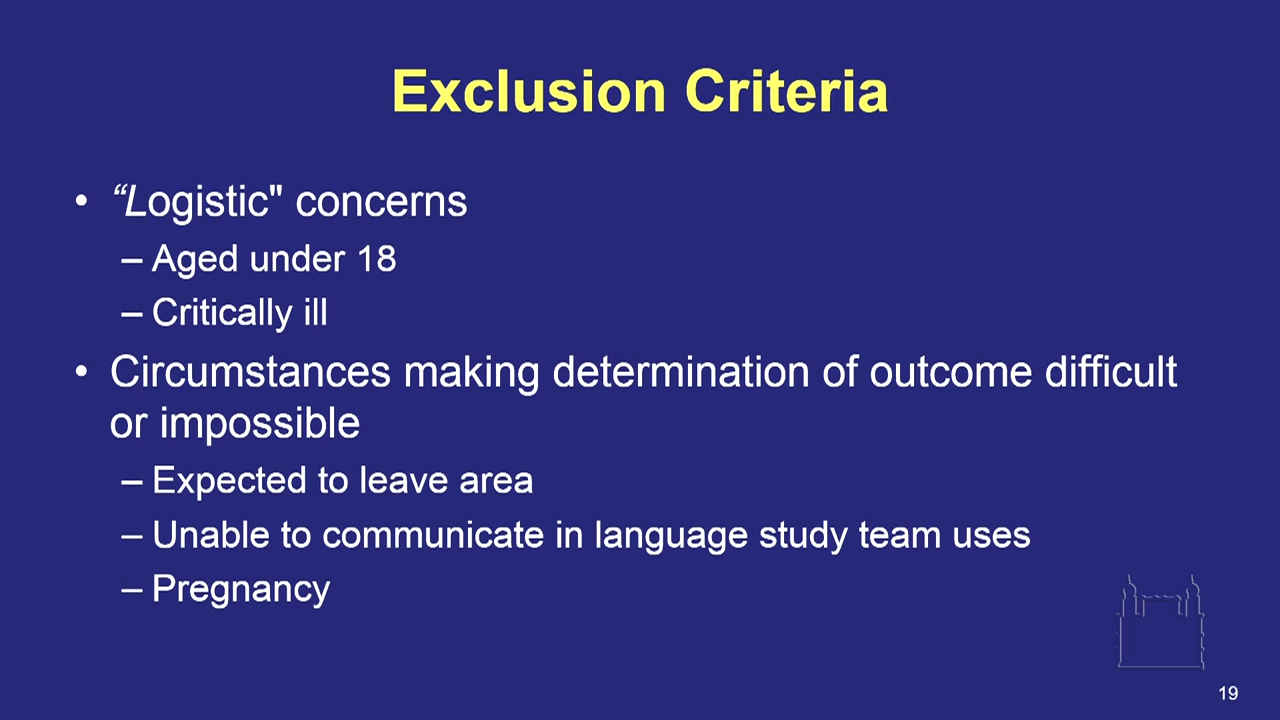 Exclusion Criteria
• “Logistic" concerns
– Aged under 18
– Critically ill
• Circumstances making determination of outcome difficult
or impossible
– Expected to leave area
– Unable to communicate in language study team uses
– Pregnancy
19